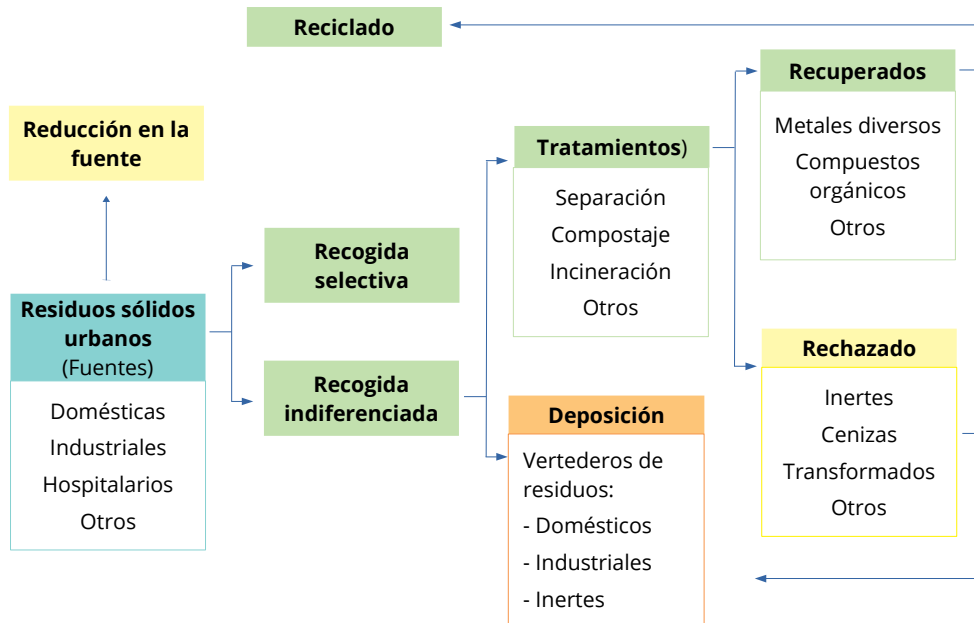 Reciclado
Reducción en la
fuente
Residuos sólidos
urbanos
(Fuentes)
Domésticas
Industriales
Hospitalarios
Otros
Recogida
selectiva
Recogida
indiferenciada
Tratamientos)
Separación
Compostaje
Incineración
Otros
Deposición
Vertederos de
residuos:
- Domésticos
- Industriales
- Inertes
Recuperados
Metales diversos
Compuestos
orgánicos
Otros
Rechazado
Inertes
Cenizas
Transformados
Otros